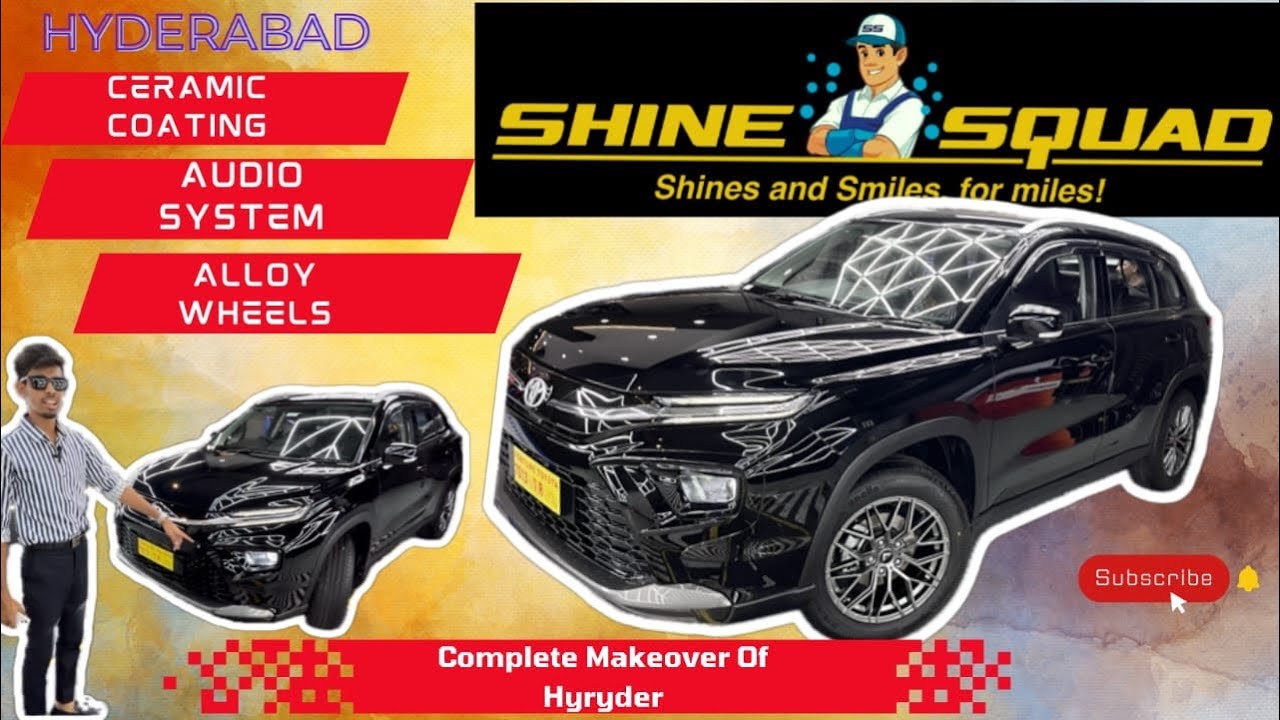 HYDERABAD
CERAMIC
COATING
AUDIO
SYSTEM
ALLOY
WHEELS
SS
SHINE SQUAD
Shines and Smiles, for miles!
Subscribe
Complete Makeover Of
Hyryder